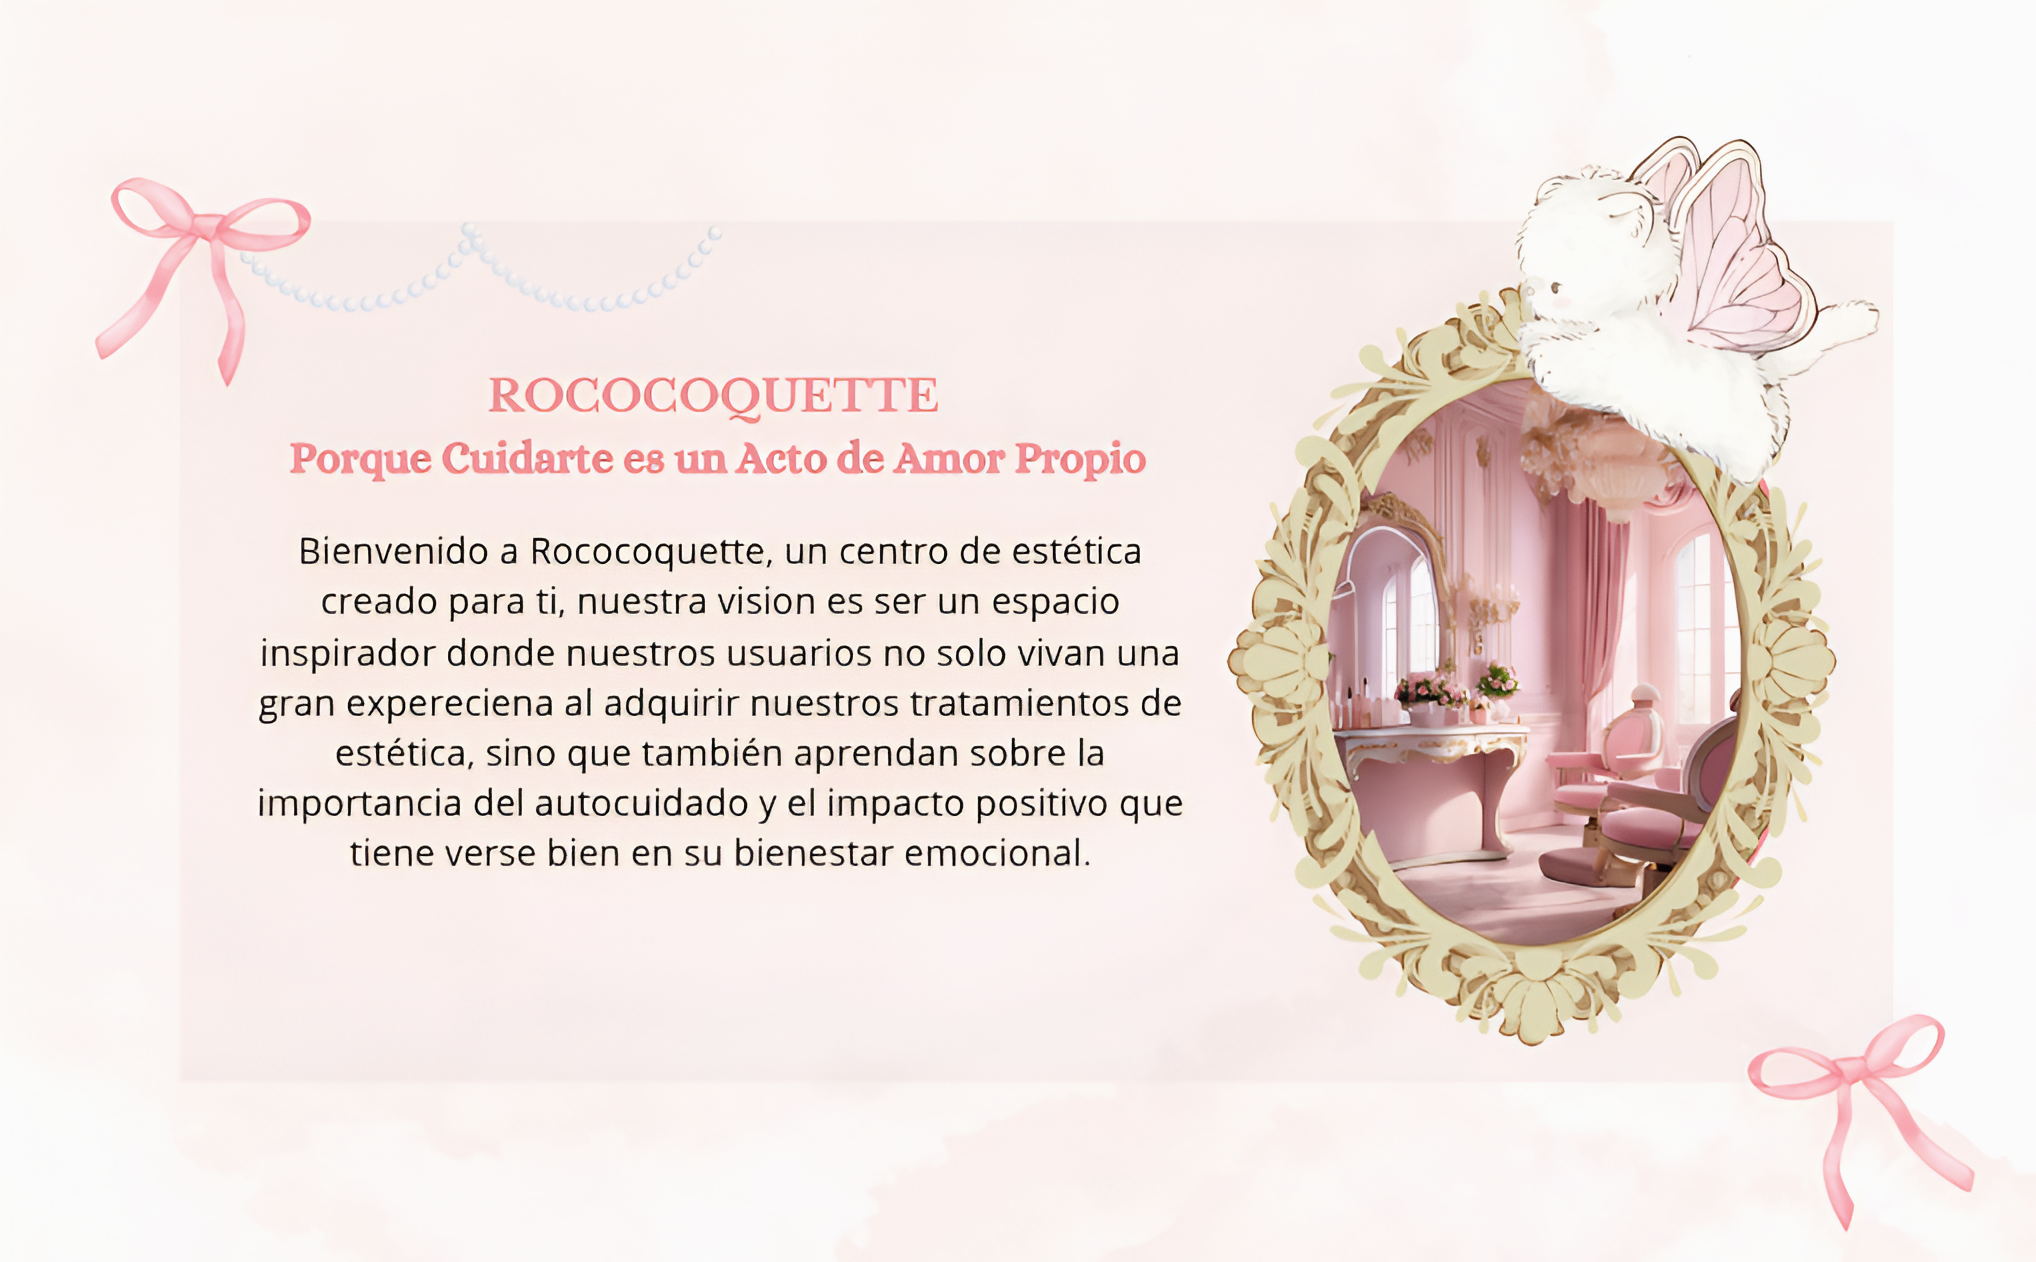 ROCOCOQUETTE
Porque Cuidarte es un Acto de Amor Propio
Bienvenido a Rococoquette, un centro de estética
creado para ti, nuestra vision es ser un espacio
inspirador donde nuestros usuarios no solo vivan una
gran expereciena al adquirir nuestros tratamientos de
estética, sino que también aprendan sobre la
importancia del autocuidado y el impacto positivo que
tiene verse bien en su bienestar emocional.